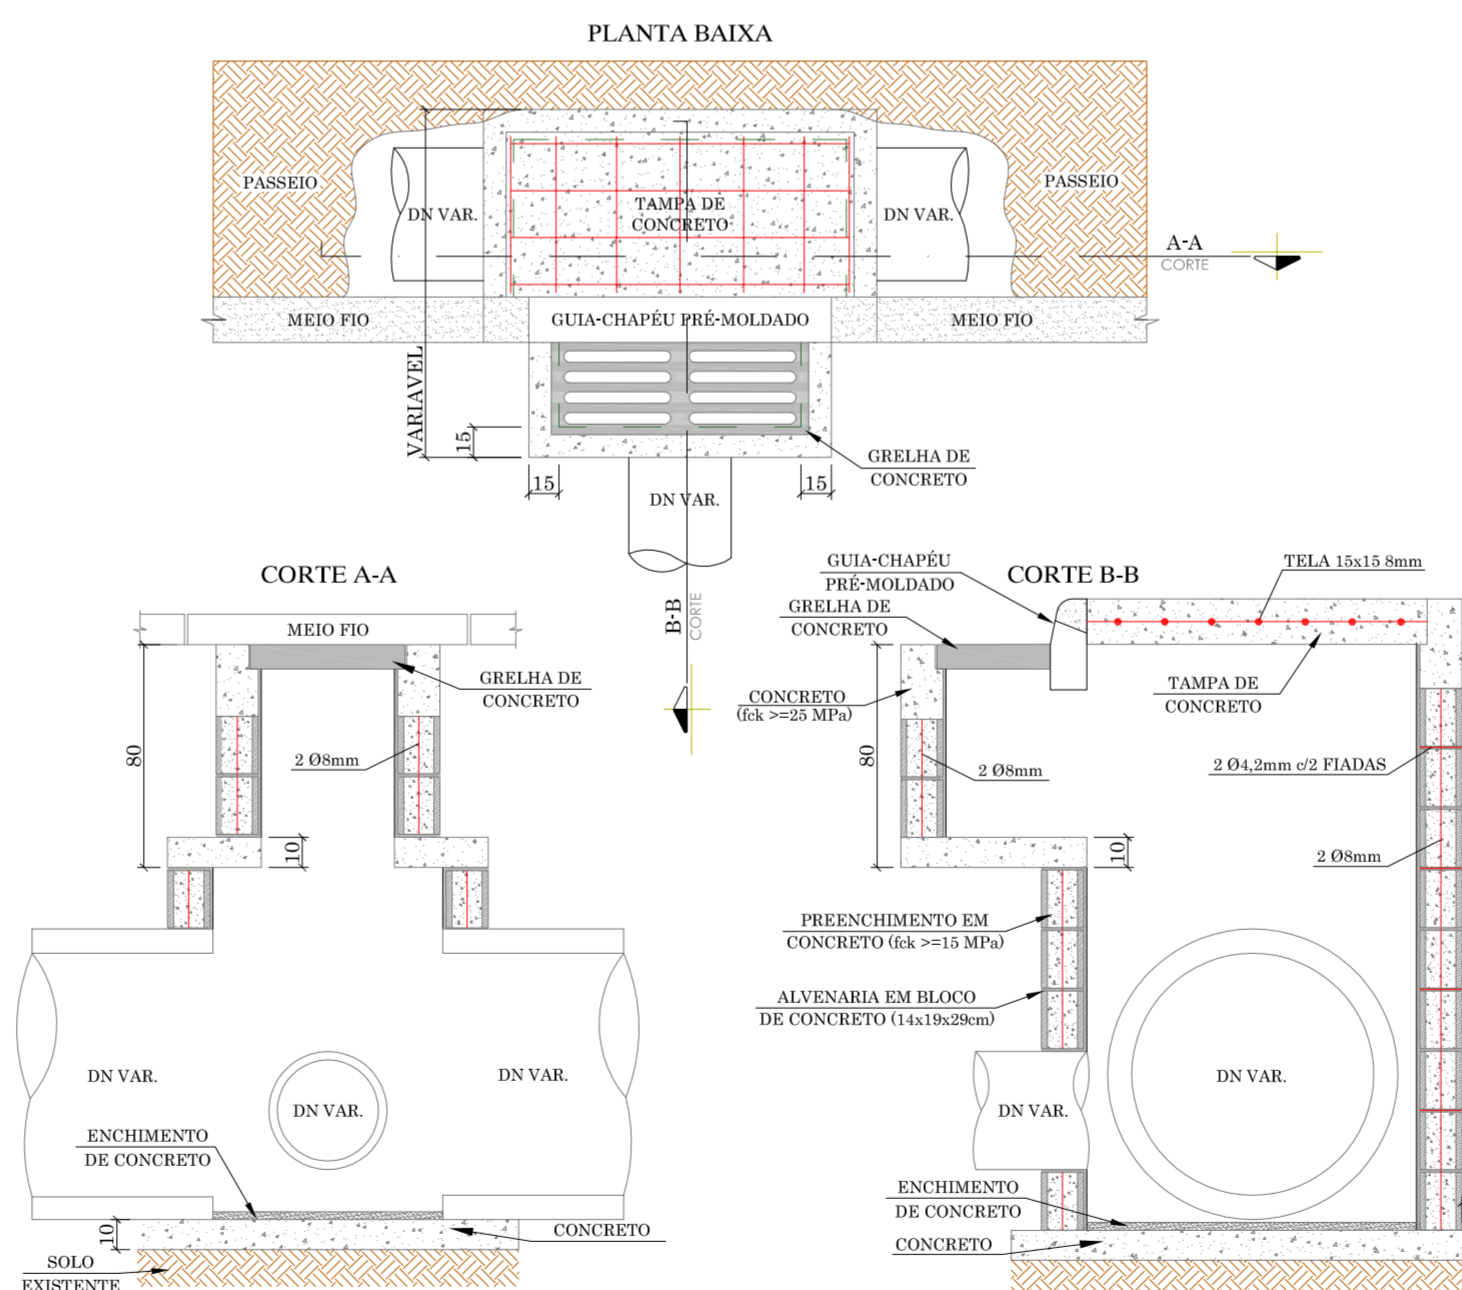 PLANTA BAIXA
PASSEIO
PASSEIO
TAMPA DE
CONCRETO
DN VAR.
DN VAR.
A-A
CORTE
MEIO FIO
GUIA-CHAPÉU PRÉ-MOLDADO
MEIO FIO
VARIAVEL
15
GRELHA DE
CONCRETO
15
15
DN VAR.
B-B
CORTE
CORTE A-A
MEIO FIO
GRELHA DE
CONCRETO
80
2 Ø8mm
10
DN VAR.
DN VAR.
DN VAR.
ENCHIMENTO
DE CONCRETO
10
CONCRETO
SOLO
EXISTENTE
CORTE B-B
GUIA-CHAPÉU
PRÉ-MOLDADO
GRELHA DE
CONCRETO
TELA 15x15 8mm
CONCRETO
(fck >=25 MPa)
TAMPA DE
CONCRETO
80
2 Ø8mm
2 Ø4,2mm c/2 FIADAS
10
2 Ø8mm
PREENCHIMENTO EM
CONCRETO (fck >=15 MPa)
ALVENARIA EM BLOCO
DE CONCRETO (14x19x29cm)
DN VAR.
DN VAR.
ENCHIMENTO
DE CONCRETO
CONCRETO